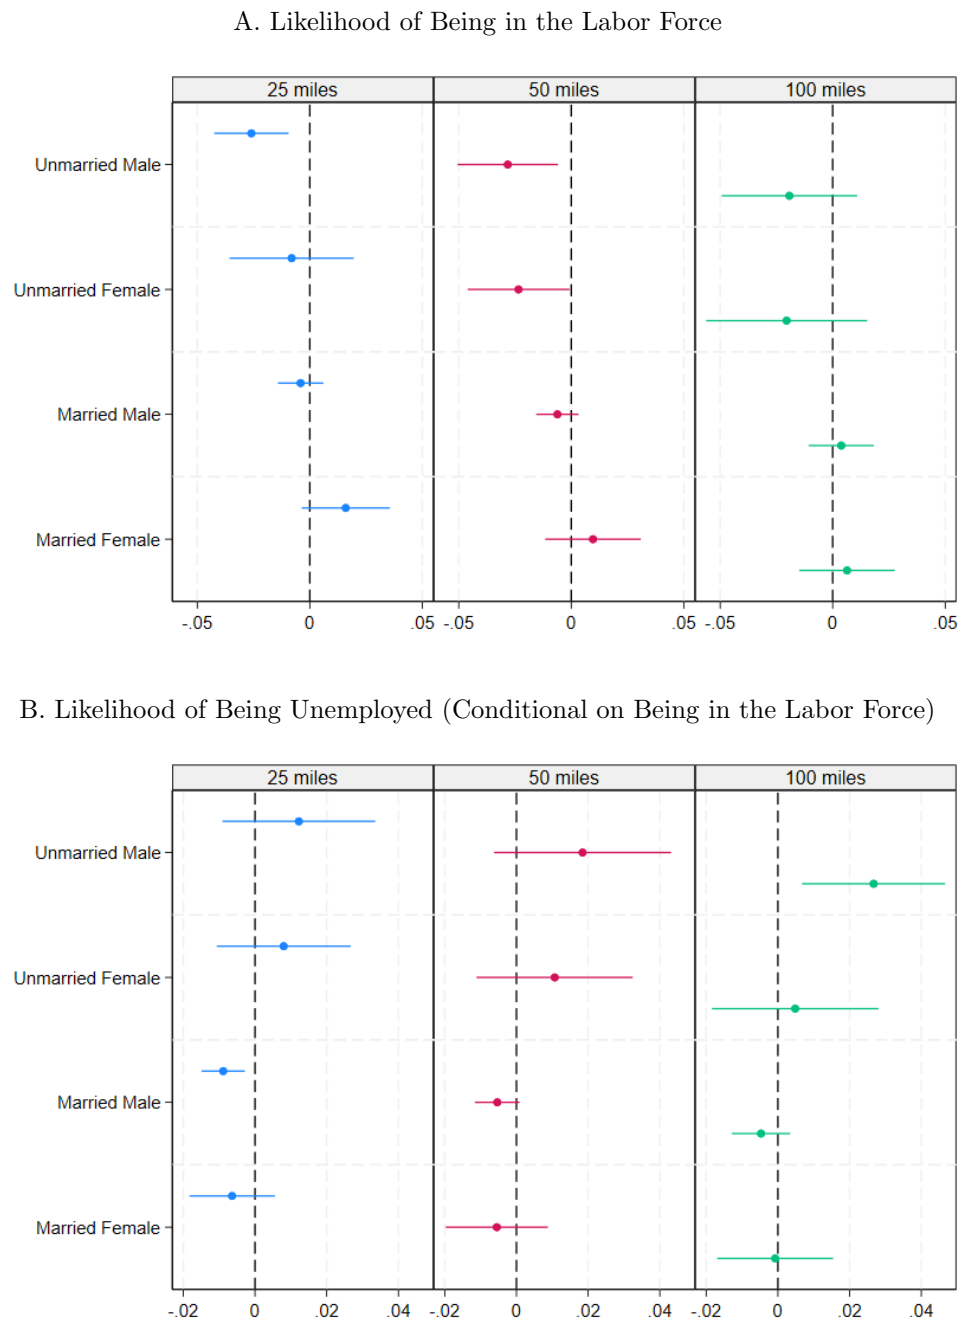 A. Likelihood of Being in the Labor Force
25 miles 50 miles 100 miles
Unmarried Male
Unmarried Female
Married Male
Married Female
-.05 0 .05 -.05 0 .05 -.05 0 .05
B. Likelihood of Being Unemployed (Conditional on Being in the Labor Force)
25 miles 50 miles 100 miles
Unmarried Male
Unmarried Female
Married Male
Married Female
-.02 0 .02 .04 -.02 0 .02 .04 -.02 0 .02 .04